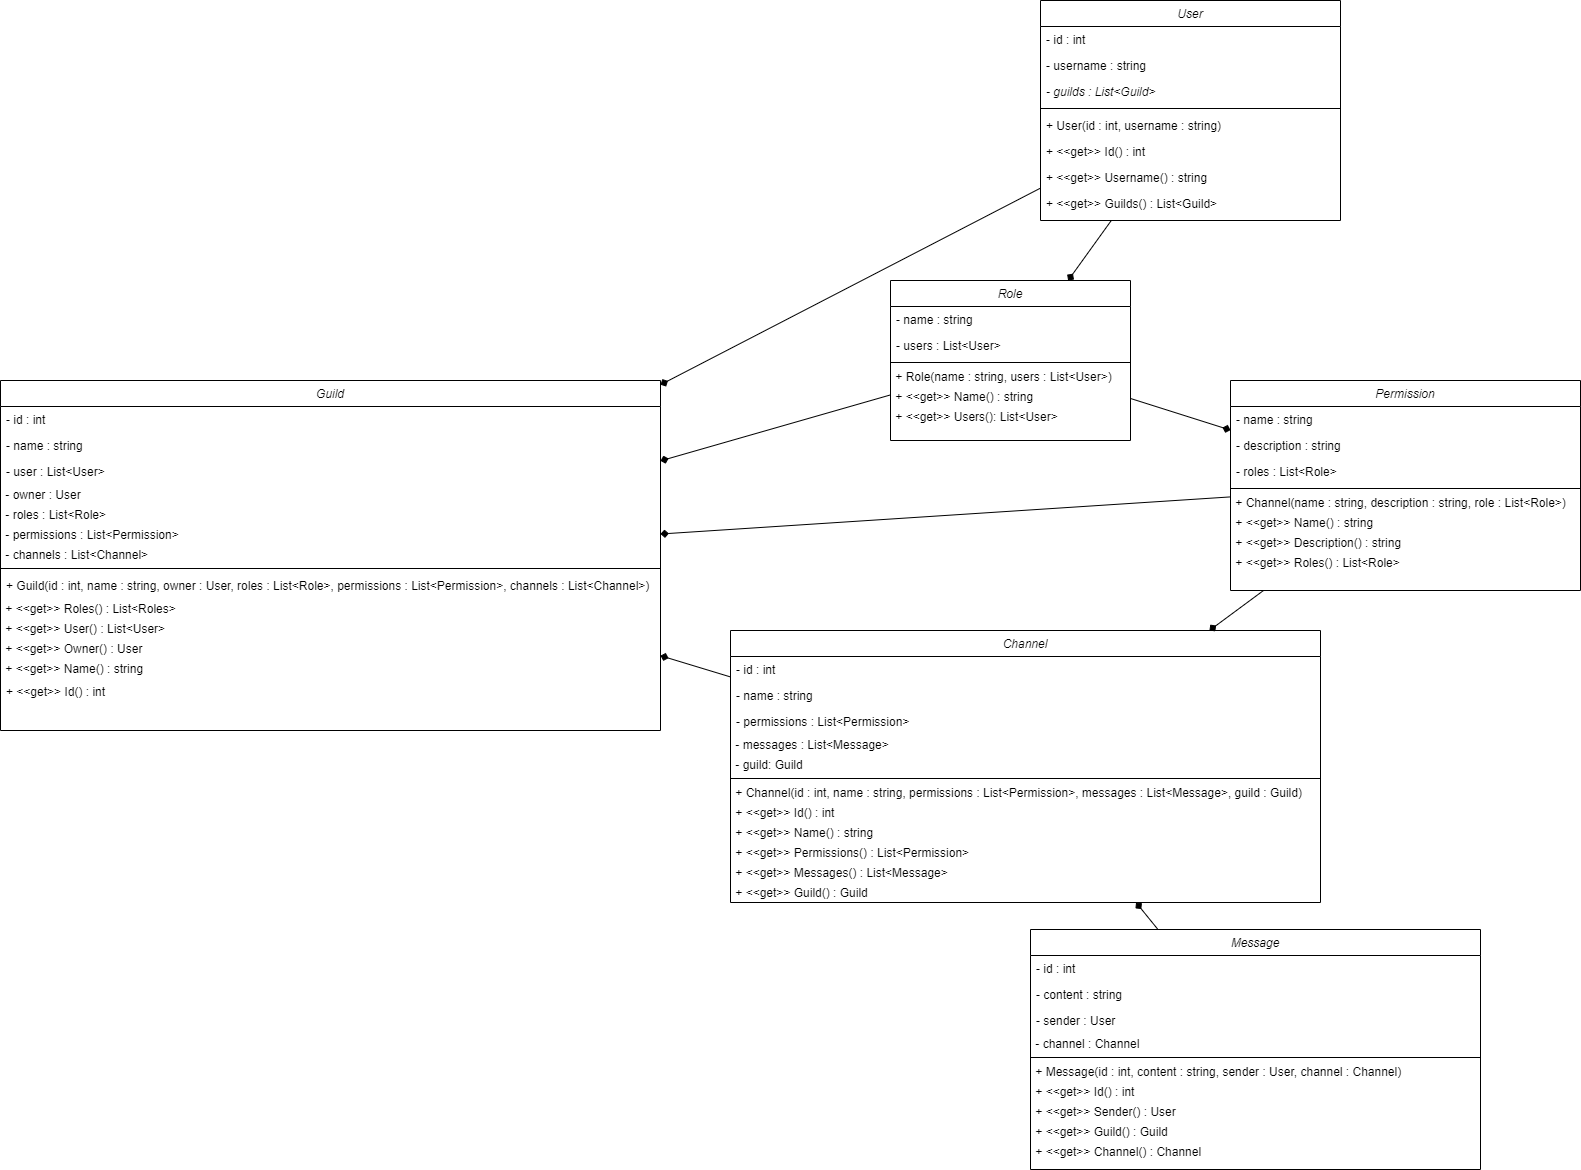 User
- id : int
- username : string
- guilds : List<Guild>
+ User(id : int, username : string)
+ <<get>> Id() : int
+ <<get>> Username() : string
+ <<get>> Guilds() : List<Guild>
Role
- name : string
- users : List<User>
+ Role(name : string, users : List<User>)
+ <<get>> Name() : string
+ <<get>> Users(): List<User>
Guild
- id : int
- name : string
- user : List<User>
- owner : User
- roles : List<Role>
- permissions : List<Permission>
- channels : List<Channel>
+ Guild(id : int, name : string, owner : User, roles : List<Role>, permissions : List<Permission>, channels : List<Channel>)
+ <<get>> Roles() : List<Roles>
+ <<get>> User() : List<User>
+ <<get>> Owner() : User
+ <<get>> Name() : string
+ <<get>> Id() : int
Permission
- name : string
- description : string
- roles : List<Role>
+ Channel(name : string, description : string, role : List<Role>)
+ <<get>> Name() : string
+ <<get>> Description() : string
+ <<get>> Roles() : List<Role>
Channel
- id : int
- name : string
- permissions : List<Permission>
- messages : List<Message>
- guild: Guild
+ Channel(id : int, name : string, permissions : List<Permission>, messages : List<Message>, guild : Guild)
+ <<get>> Id() : int
+ <<get>> Name() : string
+ <<get>> Permissions() : List<Permission>
+ <<get>> Messages() : List<Message>
+ <<get>> Guild() : Guild
Message
- id : int
- content : string
- sender : User
- channel : Channel
+ Message(id : int, content : string, sender : User, channel : Channel)
+ <<get>> Id() : int
+ <<get>> Sender() : User
+ <<get>> Guild() : Guild
+ <<get>> Channel() : Channel